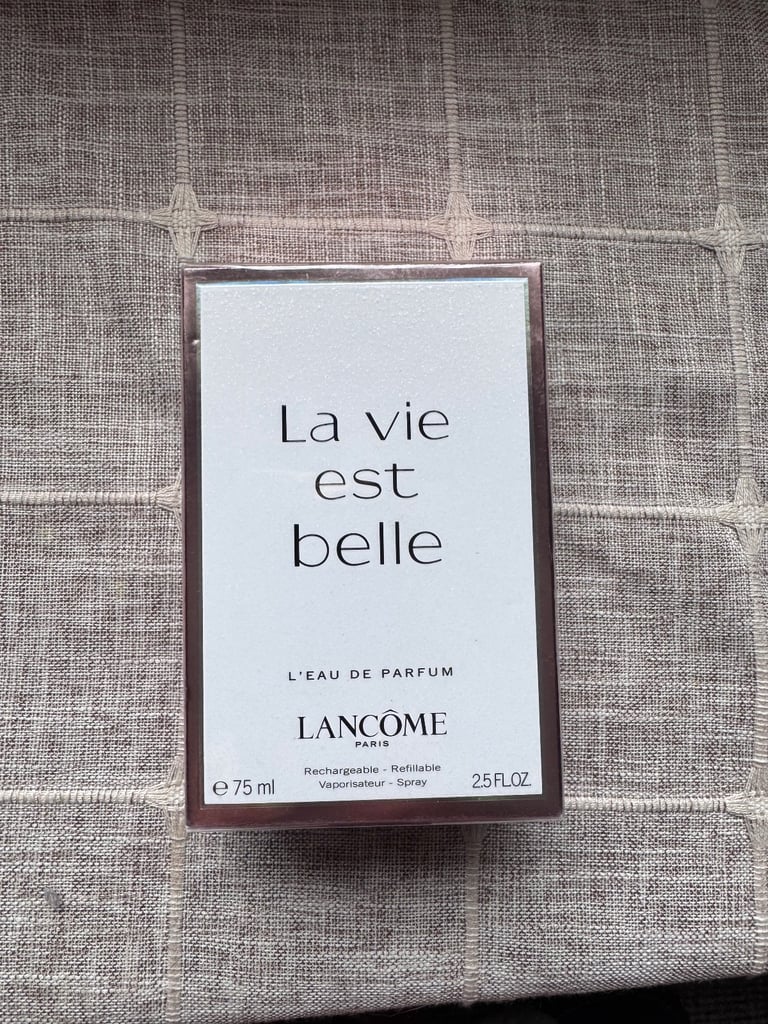 La vie
est
belle
L'EAU DE PARFUM
LANCÔME
PARIS
Rechargeable - Refillable
Vaporisateur - Spray
℮ 75 ml
2.5 FL.OZ.